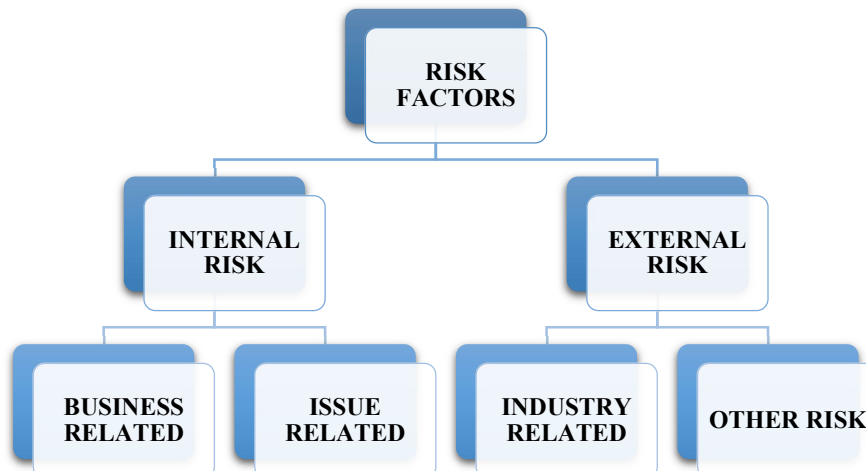 RISK
FACTORS
INTERNAL
RISK
EXTERNAL
RISK
BUSINESS
RELATED
ISSUE
RELATED
INDUSTRY
RELATED
OTHER RISK